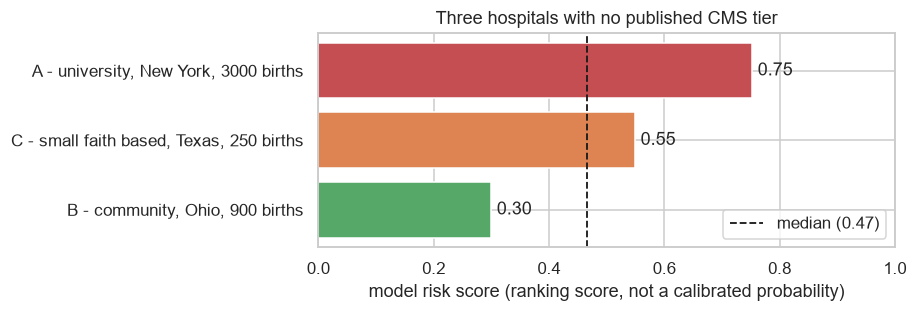 Three hospitals with no published CMS tier
A - university, New York, 3000 births
0.75
C - small faith based, Texas, 250 births
0.55
B - community, Ohio, 900 births
0.30
median (0.47)
0.0 0.2 0.4 0.6 0.8 1.0
model risk score (ranking score, not a calibrated probability)